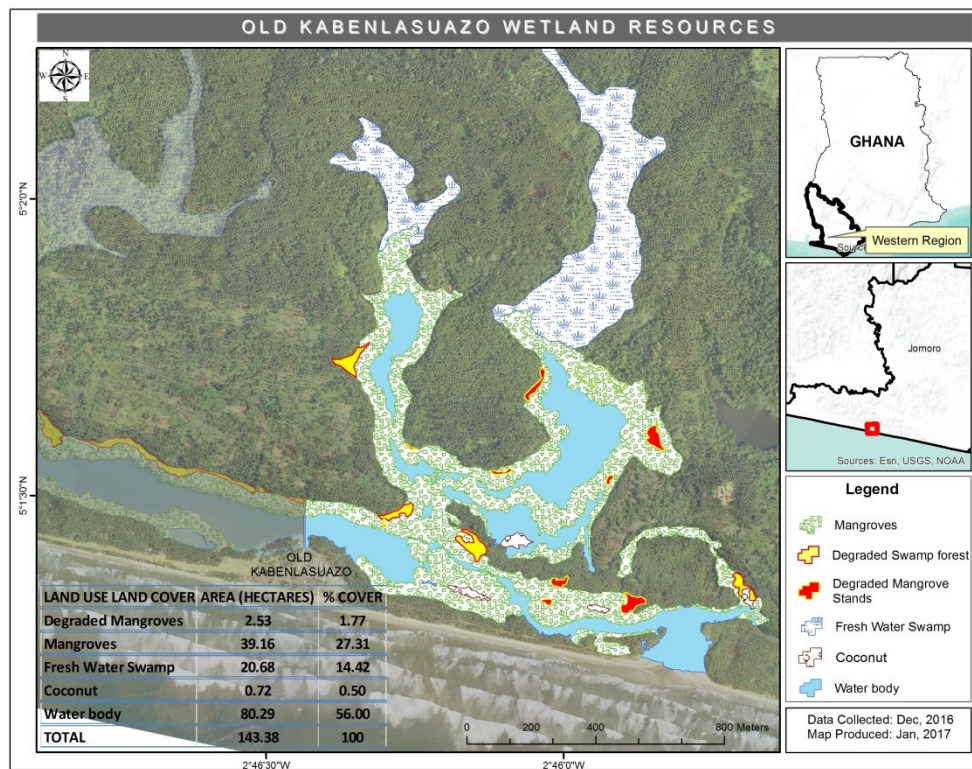 OLD KABENLASUAZO WETLAND RESOURCES
N
W E
S
5°2'0"N
5°1'30"N
OLD
KABENLASUAZO
LAND USE LAND COVER AREA (HECTARES) % COVER
Degraded Mangroves 2.53 1.77
Mangroves 39.16 27.31
Fresh Water Swamp 20.68 14.42
Coconut 0.72 0.50
Water body 80.29 56.00
TOTAL 143.38 100
0 200 400 800 Meters
2°46'30"W 2°46'0"W
GHANA
Western Region
Jomoro
Sources: Esri, USGS, NOAA
Legend
Mangroves
Degraded Swamp forest
Degraded Mangrove
Stands
Fresh Water Swamp
Coconut
Water body
Data Collected: Dec, 2016
Map Produced: Jan, 2017